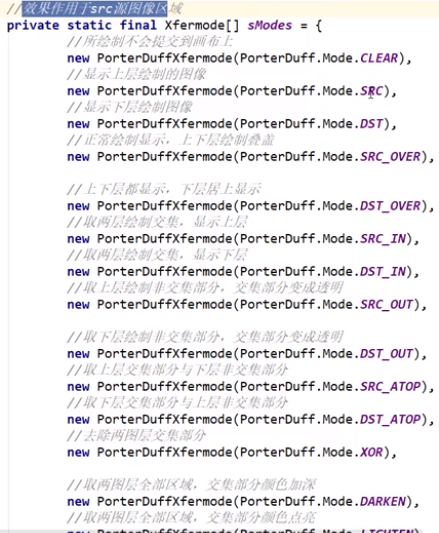 //效果作用于src源图像区域
private static final Xfermode[] sModes = {
//所绘制不会提交到画布上
new PorterDuffXfermode(PorterDuff.Mode.CLEAR),
//显示上层绘制的图像
new PorterDuffXfermode(PorterDuff.Mode.SRC),
//显示下层绘制图像
new PorterDuffXfermode(PorterDuff.Mode.DST),
//正常绘制显示，上下层绘制叠盖
new PorterDuffXfermode(PorterDuff.Mode.SRC_OVER),
//上下层都显示，下层居上显示
new PorterDuffXfermode(PorterDuff.Mode.DST_OVER),
//取两层绘制交集，显示上层
new PorterDuffXfermode(PorterDuff.Mode.SRC_IN),
//取两层绘制交集，显示下层
new PorterDuffXfermode(PorterDuff.Mode.DST_IN),
//取上层绘制非交集部分，交集部分变成透明
new PorterDuffXfermode(PorterDuff.Mode.SRC_OUT),
//取下层绘制非交集部分，交集部分变成透明
new PorterDuffXfermode(PorterDuff.Mode.DST_OUT),
//取上层交集部分与下层非交集部分
new PorterDuffXfermode(PorterDuff.Mode.SRC_ATOP),
//取下层交集部分与上层非交集部分
new PorterDuffXfermode(PorterDuff.Mode.DST_ATOP),
//去除两图层交集部分
new PorterDuffXfermode(PorterDuff.Mode.XOR),
//取两图层全部区域，交集部分颜色加深
new PorterDuffXfermode(PorterDuff.Mode.DARKEN),
//取两图层全部区域，交集部分颜色点亮
new PorterDuffXfermode(PorterDuff.Mode.LIGHTEN)